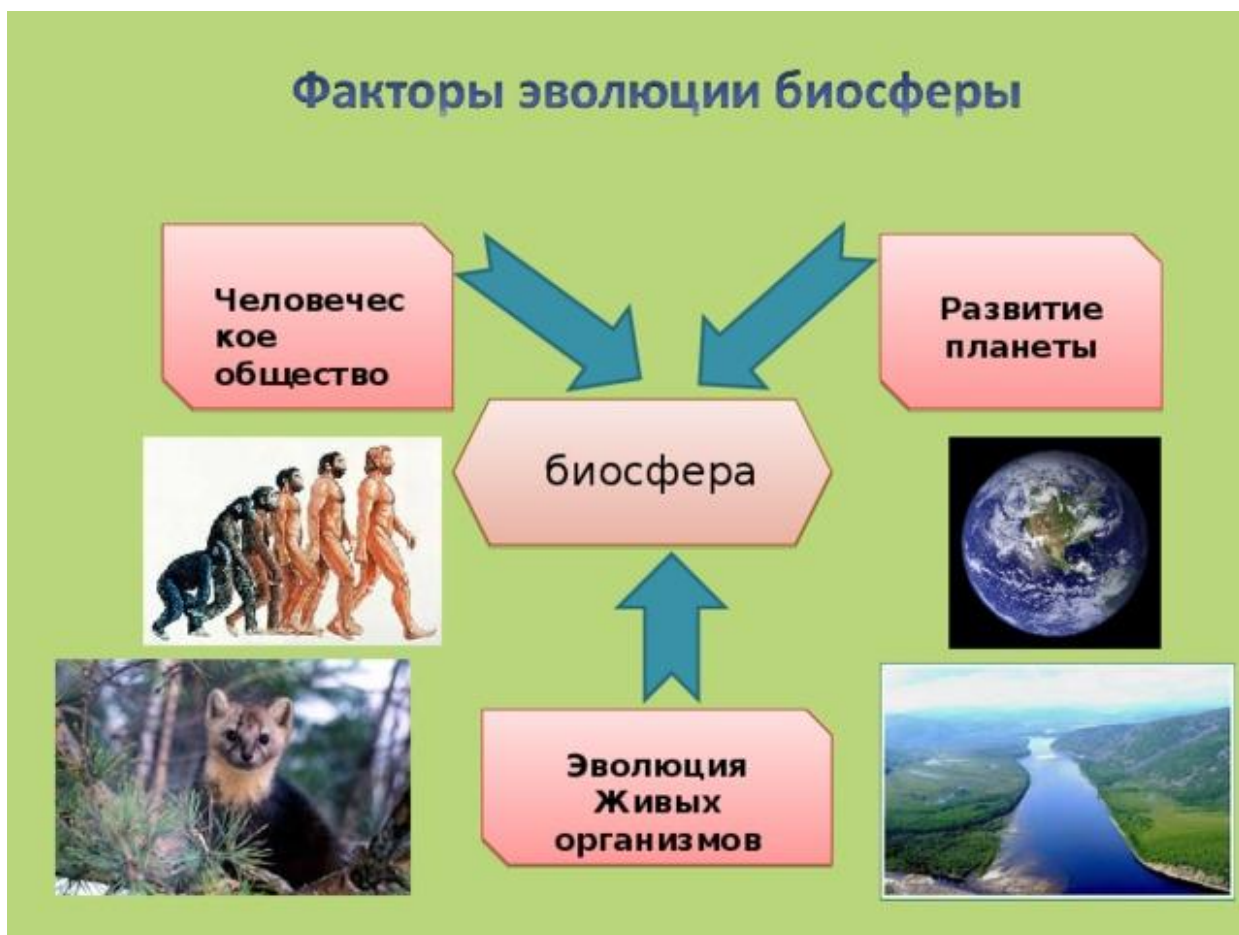 Факторы эволюции биосферы
Человечес
кое
общество
Развитие
планеты
биосфера
Эволюция
Живых
организмов